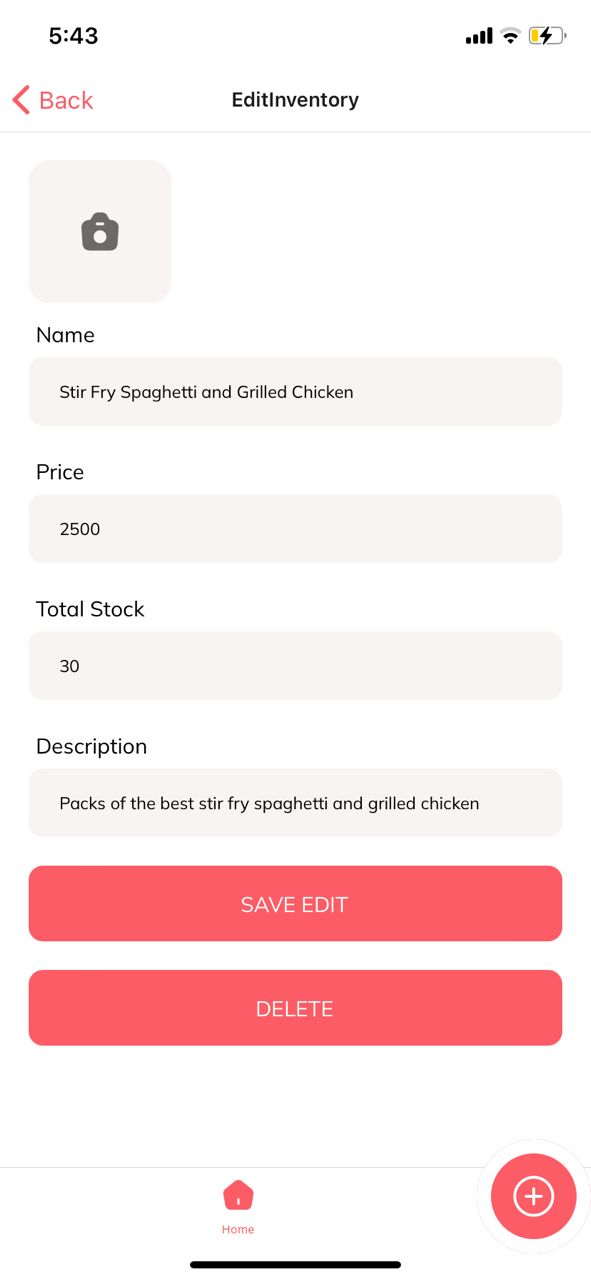 5:43
Back
EditInventory
Name
Stir Fry Spaghetti and Grilled Chicken
Price
2500
Total Stock
30
Description
Packs of the best stir fry spaghetti and grilled chicken
SAVE EDIT
DELETE
Home